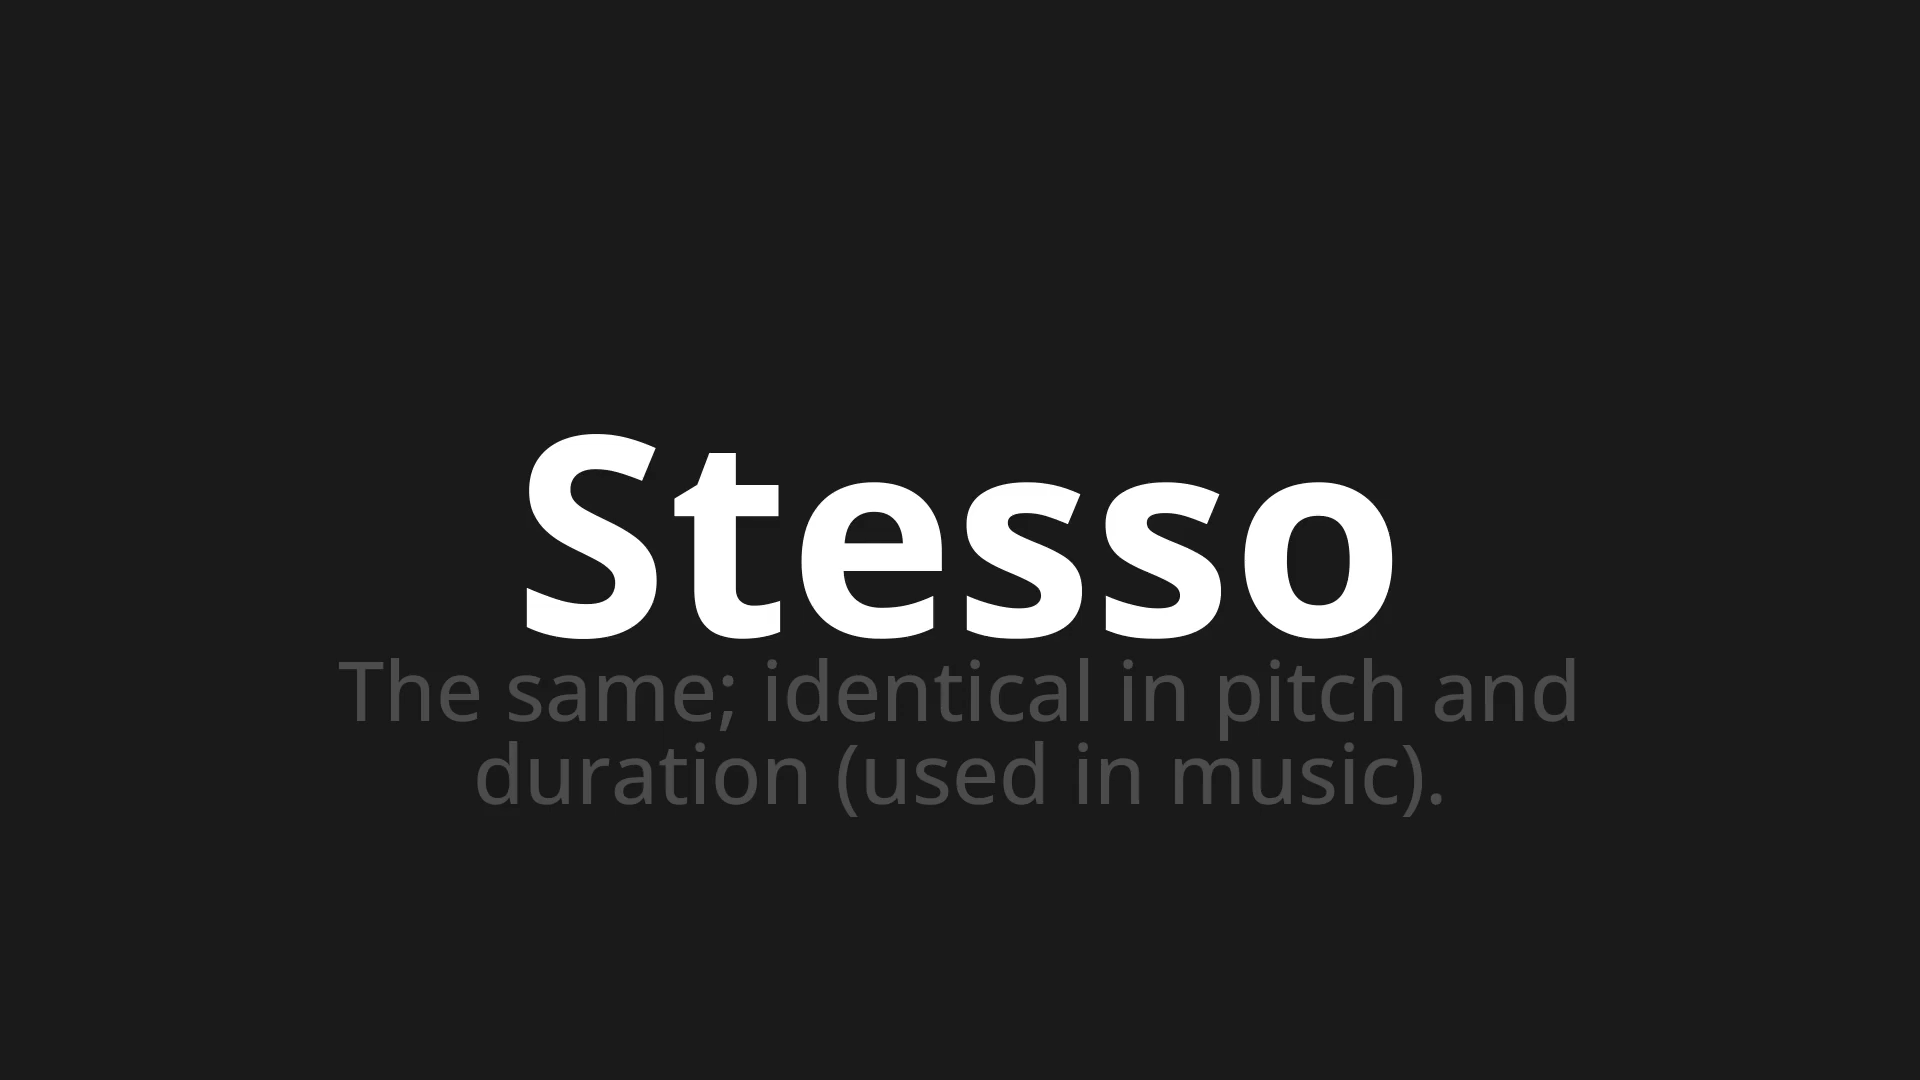 Stesso
The same; identical in pitch and
duration (used in music).